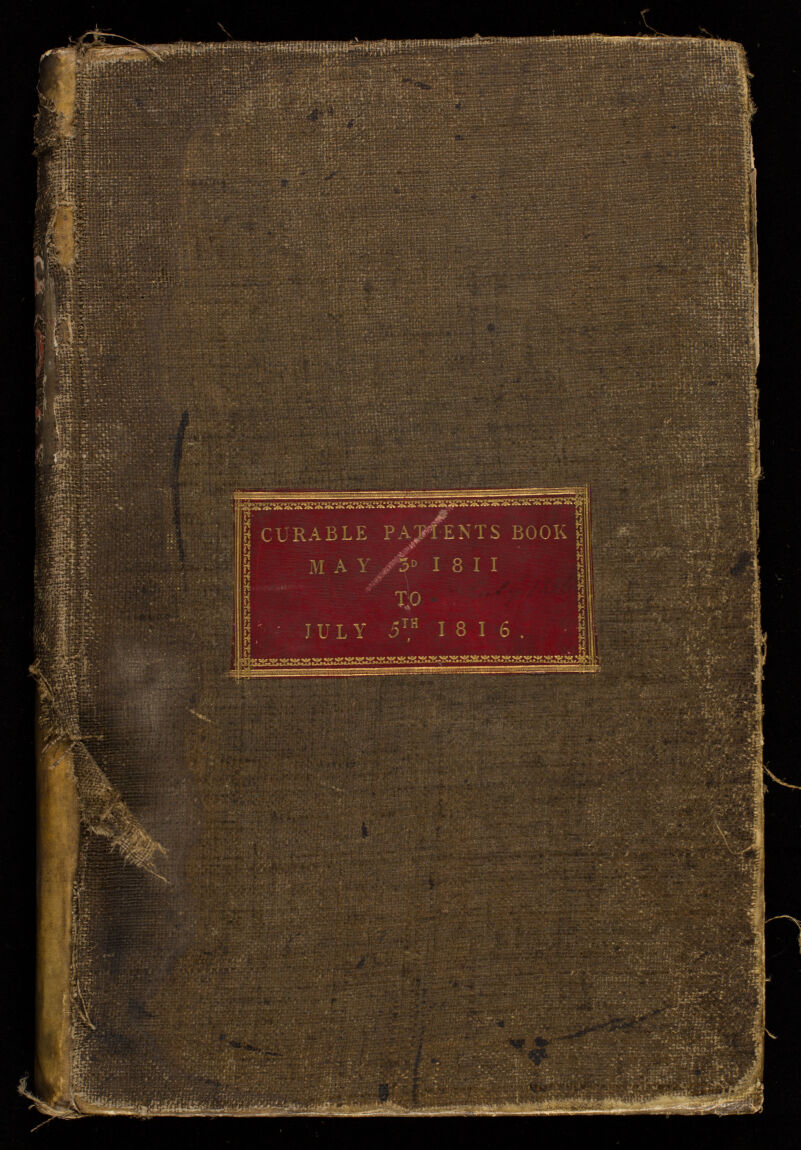 CURABLE PATIENTS BOOK
MAY 3D 1811
TO
JULY 5TH, 1816.